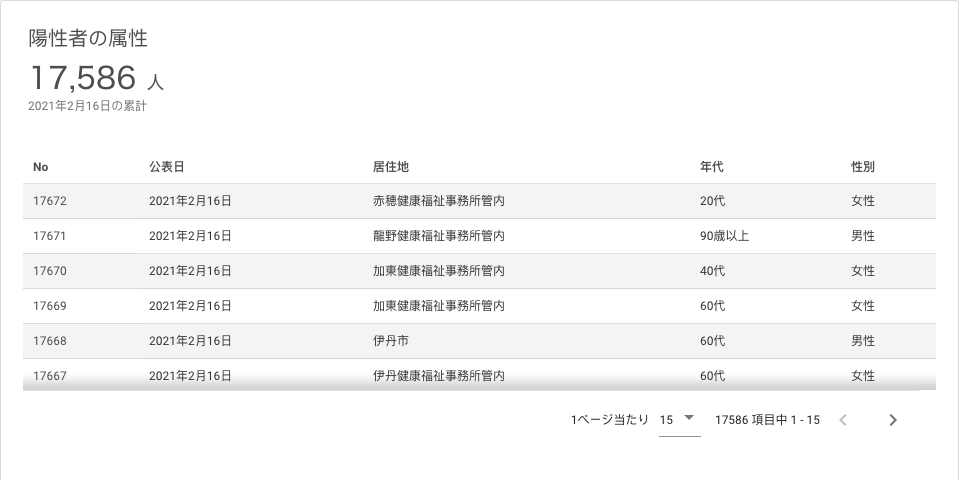 陽性者の属性
17,586 人
2021年2月16日の累計
No 公表日 居住地 年代 性別
17672 2021年2月16日 赤穂健康福祉事務所管内 20代 女性
17671 2021年2月16日 龍野健康福祉事務所管内 90歳以上 男性
17670 2021年2月16日 加東健康福祉事務所管内 40代 女性
17669 2021年2月16日 加東健康福祉事務所管内 60代 女性
17668 2021年2月16日 伊丹市 60代 男性
17667 2021年2月16日 伊丹健康福祉事務所管内 60代 女性
1ページ当たり 15 17586 項目中 1 - 15